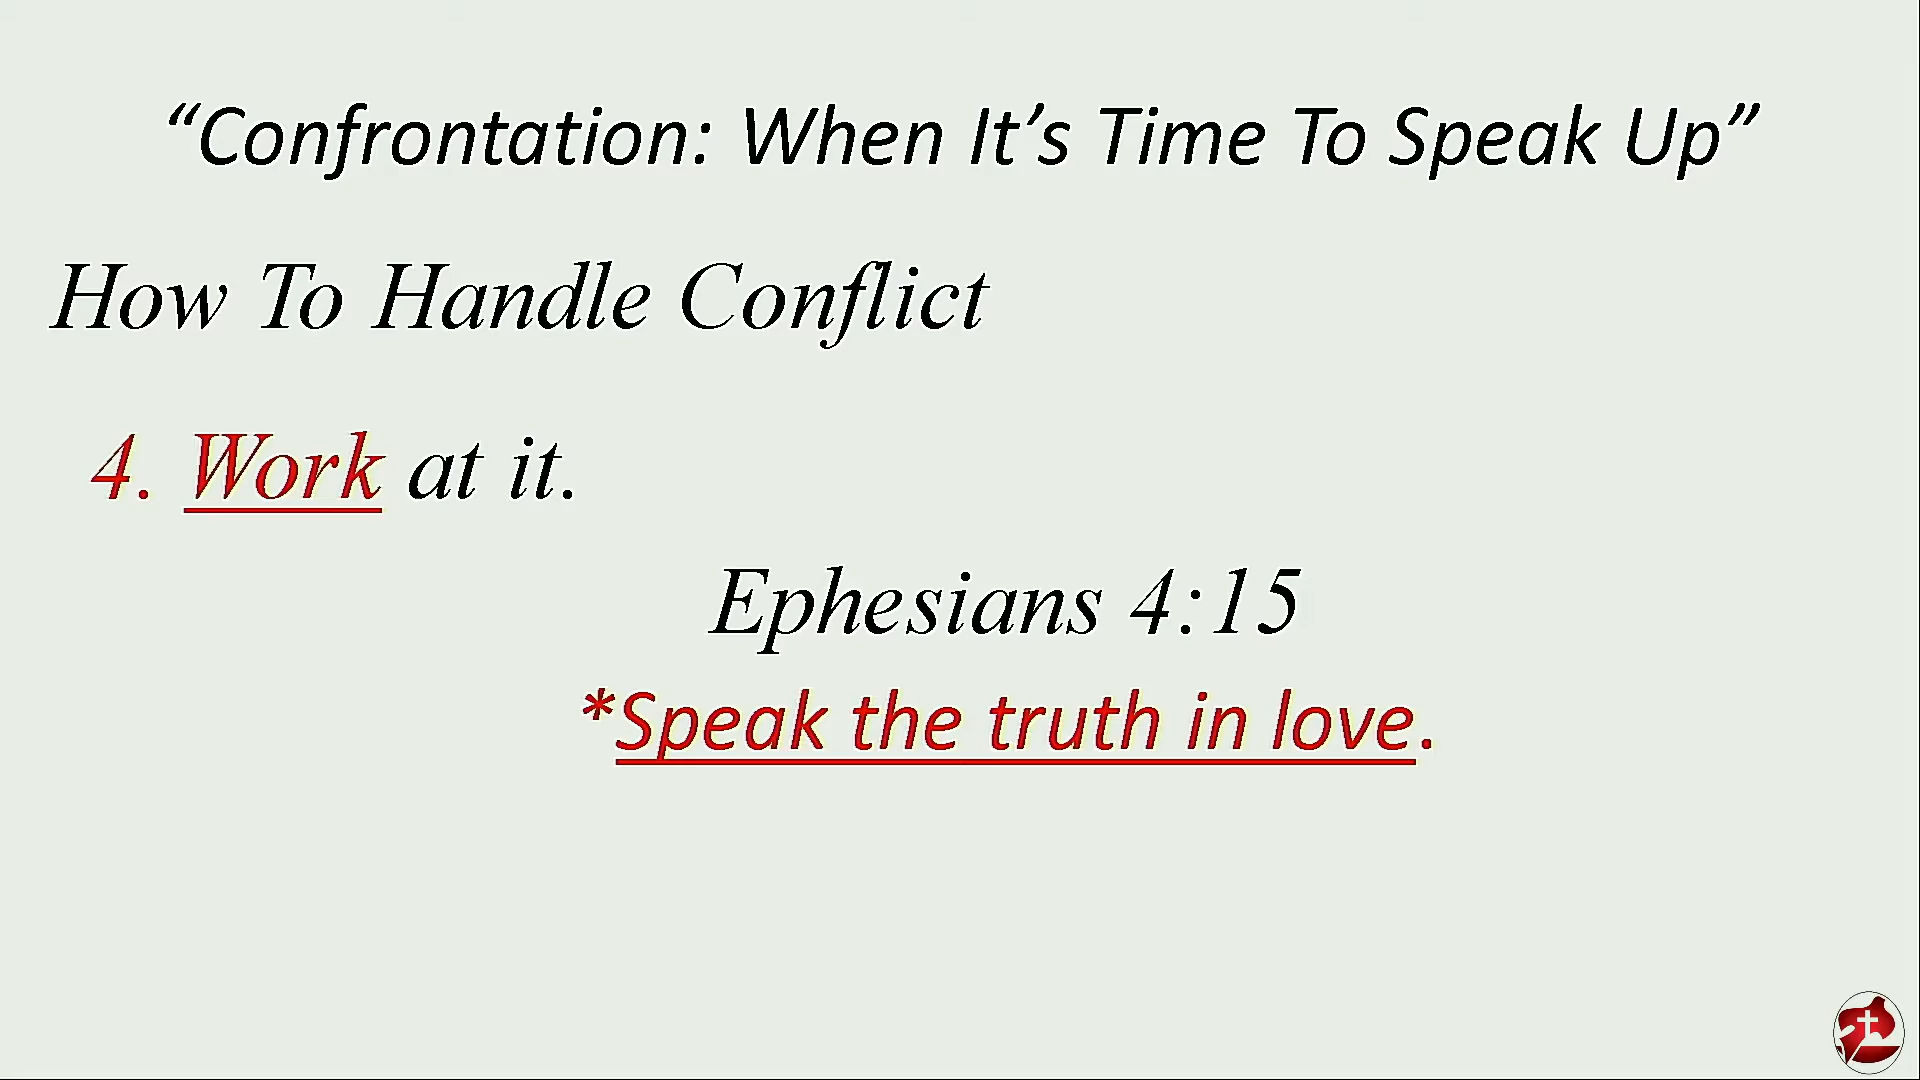 “Confrontation: When It’s Time To Speak Up”
How To Handle Conflict
4. Work at it.
Ephesians 4:15
*Speak the truth in love.